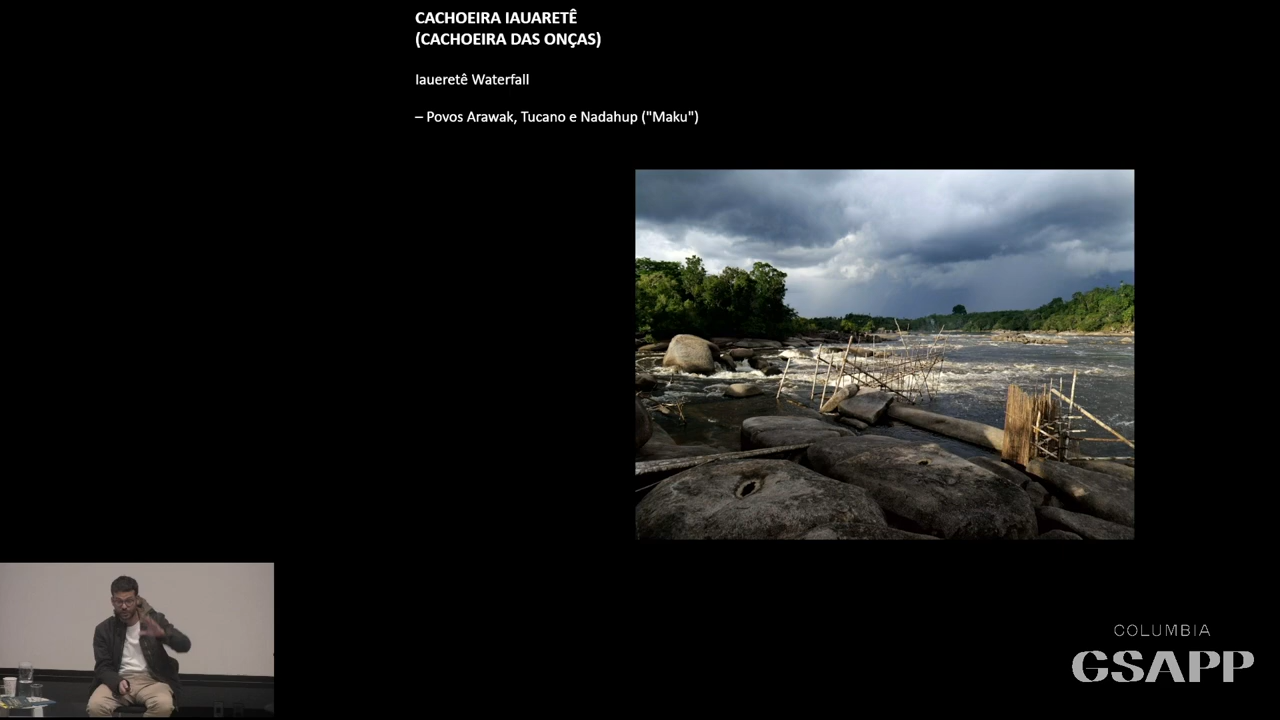 CACHOEIRA IAUARETÊ
(CACHOEIRA DAS ONÇAS)
Iaueretê Waterfall
– Povos Arawak, Tucano e Nadahup ("Maku")
COLUMBIA
GSAPP